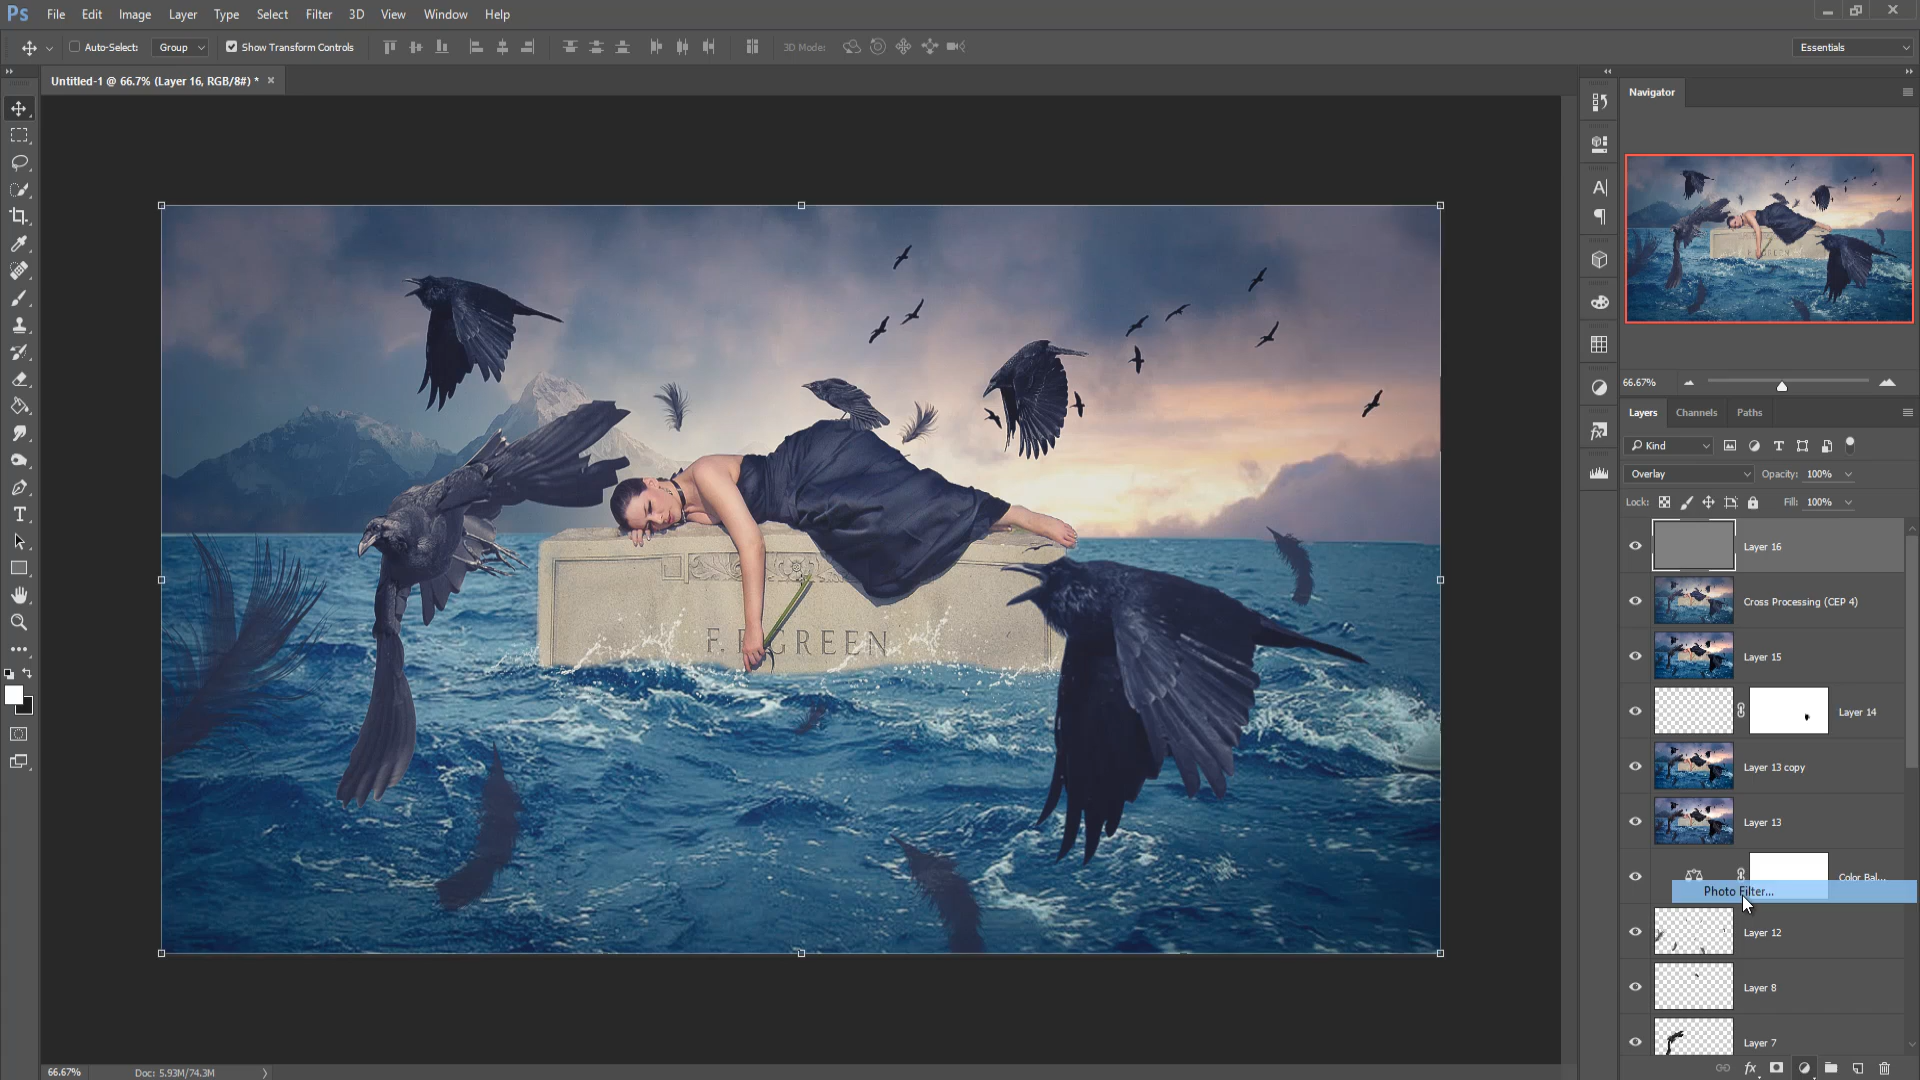 Ps File Edit Image Layer Type Select Filter 3D View Window Help
Auto-Select: Group Show Transform Controls 3D Mode: Essentials
Untitled-1 @ 66.7% (Layer 16, RGB/8#) * ×
Navigator
66.67%
Layers Channels Paths
Kind
Overlay Opacity: 100%
Lock: Fill: 100%
Layer 16
Cross Processing (CEP 4)
Layer 15
Layer 14
Layer 13 copy
Layer 13
Color Bal...
Photo Filter...
Layer 12
Layer 8
Layer 7
GREEN
66.67% Doc: 5.93M/74.3M